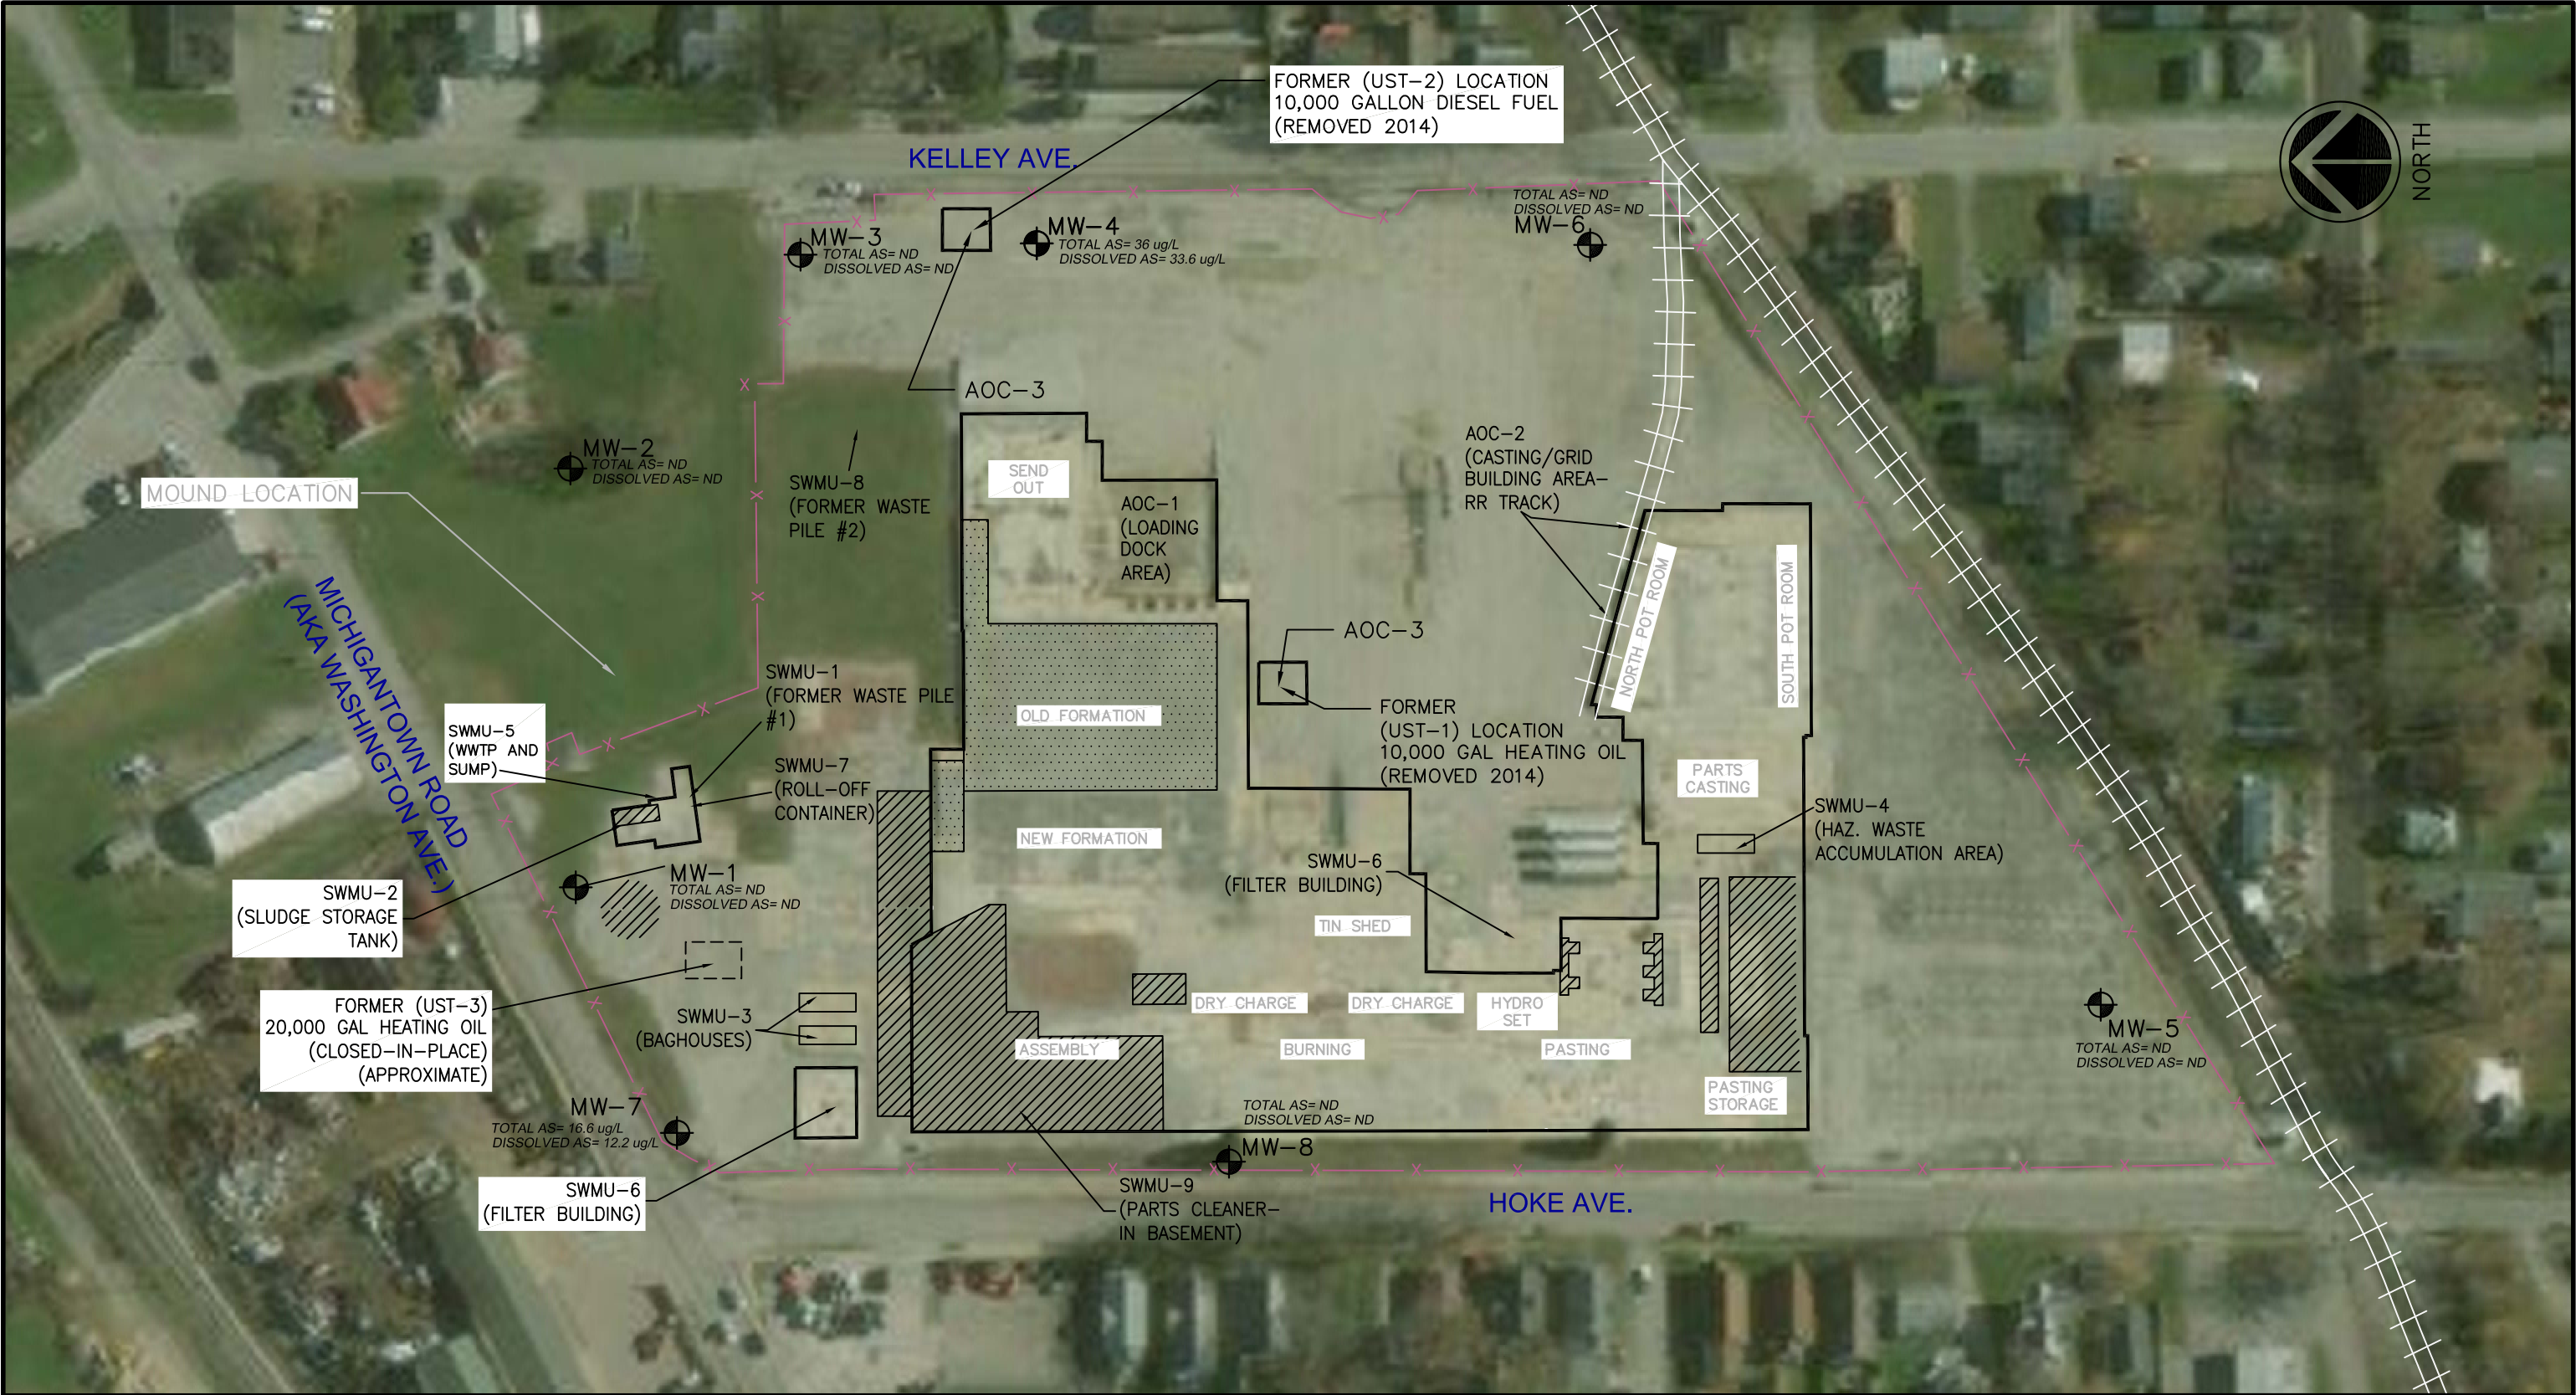 FORMER (UST-2) LOCATION
10,000 GALLON DIESEL FUEL
(REMOVED 2014)
NORTH
KELLEY AVE.
TOTAL AS= ND
DISSOLVED AS= ND
MW-6
MW-3
TOTAL AS= ND
DISSOLVED AS= ND
MW-4
TOTAL AS= 36 ug/L
DISSOLVED AS= 33.6 ug/L
AOC-3
MW-2
TOTAL AS= ND
DISSOLVED AS= ND
MOUND LOCATION
SWMU-8
(FORMER WASTE
PILE #2)
SEND
OUT
AOC-1
(LOADING
DOCK
AREA)
AOC-2
(CASTING/GRID
BUILDING AREA-
RR TRACK)
NORTH POT ROOM
SOUTH POT ROOM
MICHIGANTOWN ROAD
(AKA WASHINGTON AVE.)
AOC-3
SWMU-1
(FORMER WASTE PILE
#1)
SWMU-5
(WWTP AND
SUMP)
OLD FORMATION
FORMER
(UST-1) LOCATION
10,000 GAL HEATING OIL
(REMOVED 2014)
SWMU-7
(ROLL-OFF
CONTAINER)
PARTS
CASTING
SWMU-4
(HAZ. WASTE
ACCUMULATION AREA)
NEW FORMATION
SWMU-6
(FILTER BUILDING)
MW-1
TOTAL AS= ND
DISSOLVED AS= ND
SWMU-2
(SLUDGE STORAGE
TANK)
TIN SHED
FORMER (UST-3)
20,000 GAL HEATING OIL
(CLOSED-IN-PLACE)
(APPROXIMATE)
SWMU-3
(BAGHOUSES)
DRY CHARGE
DRY CHARGE
HYDRO
SET
ASSEMBLY
BURNING
PASTING
MW-5
TOTAL AS= ND
DISSOLVED AS= ND
PASTING
STORAGE
MW-7
TOTAL AS= 16.6 ug/L
DISSOLVED AS= 12.2 ug/L
TOTAL AS= ND
DISSOLVED AS= ND
MW-8
SWMU-6
(FILTER BUILDING)
SWMU-9
(PARTS CLEANER-
IN BASEMENT)
HOKE AVE.